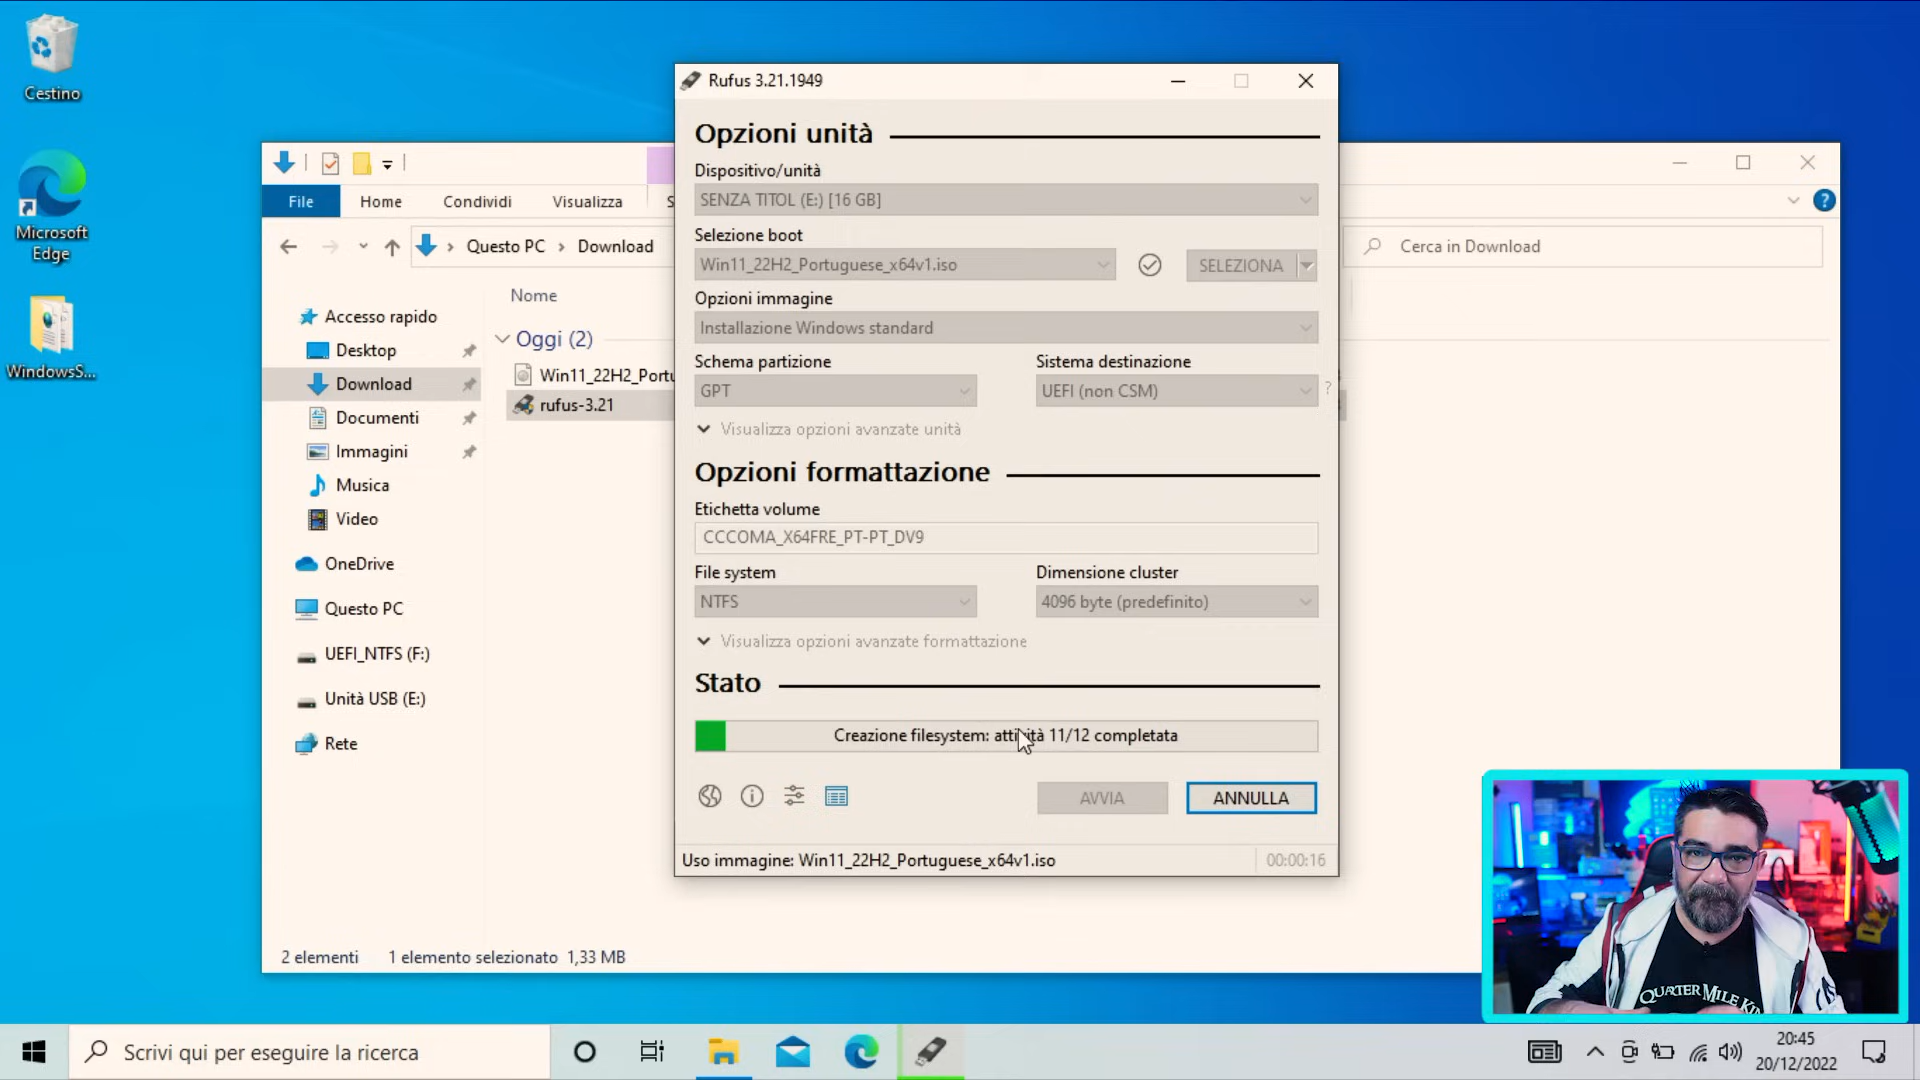 Cestino
Microsoft
Edge
WindowsS...
File
Home
Condividi
Visualizza
S
Questo PC
Download
Cerca in Download
Nome
Accesso rapido
Desktop
Download
Documenti
Immagini
Musica
Video
OneDrive
Questo PC
UEFI_NTFS (F:)
Unità USB (E:)
Rete
Oggi (2)
Win11_22H2_Portu
rufus-3.21
2 elementi
1 elemento selezionato 1,33 MB
Rufus 3.21.1949
Opzioni unità
Dispositivo/unità
SENZA TITOL (E:) [16 GB]
Selezione boot
Win11_22H2_Portuguese_x64v1.iso
SELEZIONA
Opzioni immagine
Installazione Windows standard
Schema partizione
Sistema destinazione
GPT
UEFI (non CSM)
?
Visualizza opzioni avanzate unità
Opzioni formattazione
Etichetta volume
CCCOMA_X64FRE_PT-PT_DV9
File system
Dimensione cluster
NTFS
4096 byte (predefinito)
Visualizza opzioni avanzate formattazione
Stato
Creazione filesystem: attività 11/12 completata
AVVIA
ANNULLA
Uso immagine: Win11_22H2_Portuguese_x64v1.iso
00:00:16
QUARTER MILE
Scrivi qui per eseguire la ricerca
20:45
20/12/2022